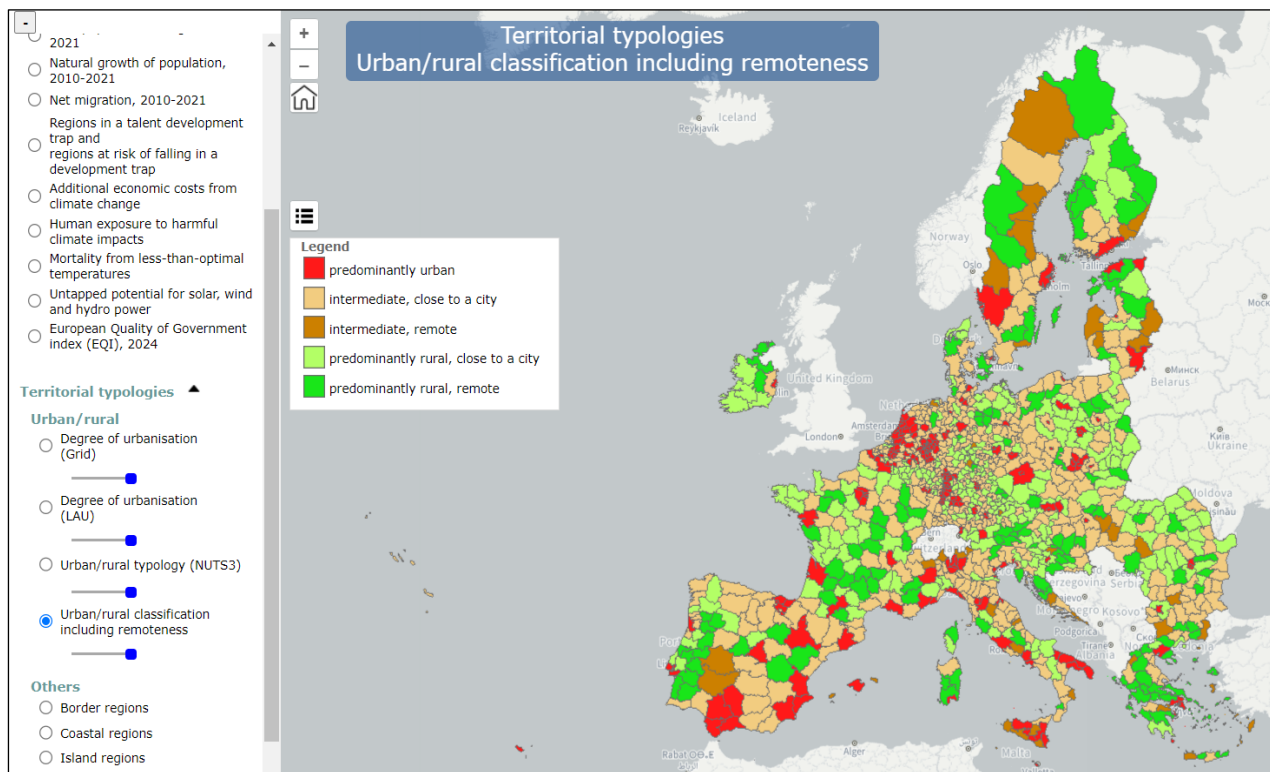 -
2021
Natural growth of population,
2010-2021
Net migration, 2010-2021
Regions in a talent development
trap and
regions at risk of falling in a
development trap
Additional economic costs from
climate change
Human exposure to harmful
climate impacts
Mortality from less-than-optimal
temperatures
Untapped potential for solar, wind
and hydro power
European Quality of Government
index (EQI), 2024
Territorial typologies
Urban/rural
Degree of urbanisation
(Grid)
Degree of urbanisation
(LAU)
Urban/rural typology (NUTS3)
Urban/rural classification
including remoteness
Others
Border regions
Coastal regions
Island regions
+
−
Territorial typologies
Urban/rural classification including remoteness
Legend
predominantly urban
intermediate, close to a city
intermediate, remote
predominantly rural, close to a city
predominantly rural, remote
Iceland
Reykjavík
Norway
Oslo
Tallinn
United Kingdom
London
Amsterdam
Минск
Belarus
Київ
Ukraine
Moldova
Serbia
Kosovo
Podgorica
Tirane
Albania
Alger
Malta
Rabat